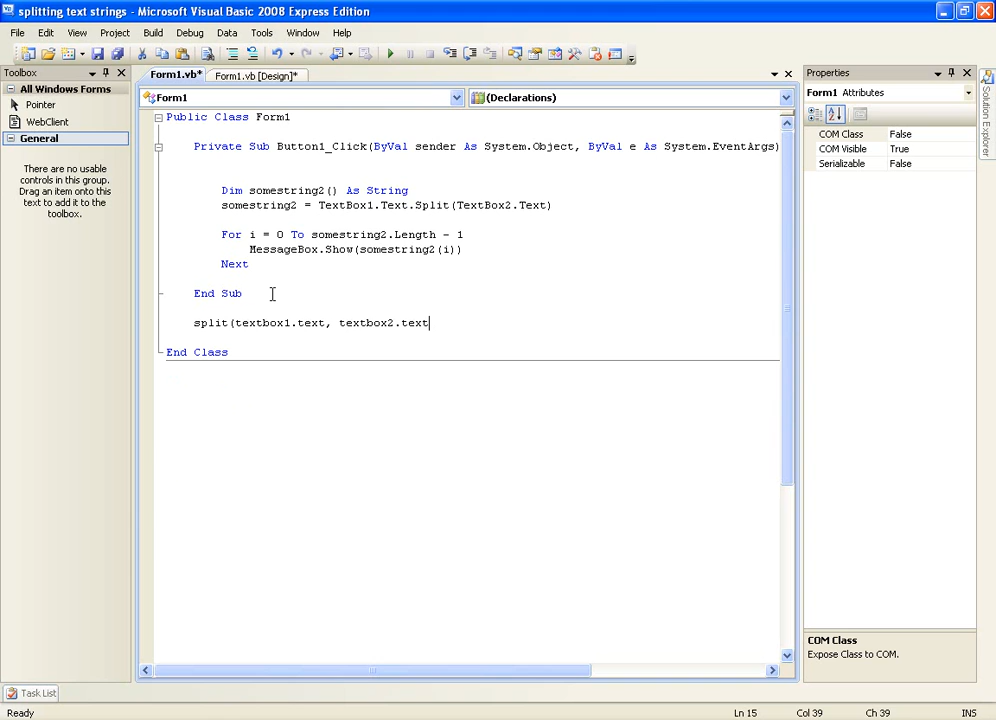 splitting text strings - Microsoft Visual Basic 2008 Express Edition
File Edit View Project Build Debug Data Tools Window Help
Toolbox
All Windows Forms
Pointer
WebClient
General
There are no usable
controls in this group.
Drag an item onto this
text to add it to the
toolbox.
Form1.vb* Form1.vb [Design]*
Form1 (Declarations)
Public Class Form1
Private Sub Button1_Click(ByVal sender As System.Object, ByVal e As System.EventArgs)
Dim somestring2() As String
somestring2 = TextBox1.Text.Split(TextBox2.Text)
For i = 0 To somestring2.Length - 1
MessageBox.Show(somestring2(i))
Next
End Sub
split(textbox1.text, textbox2.text
End Class
Properties
Form1 Attributes
COM Class False
COM Visible True
Serializable False
COM Class
Expose Class to COM.
Solution Explorer
Task List
Ready Ln 15 Col 39 Ch 39 INS